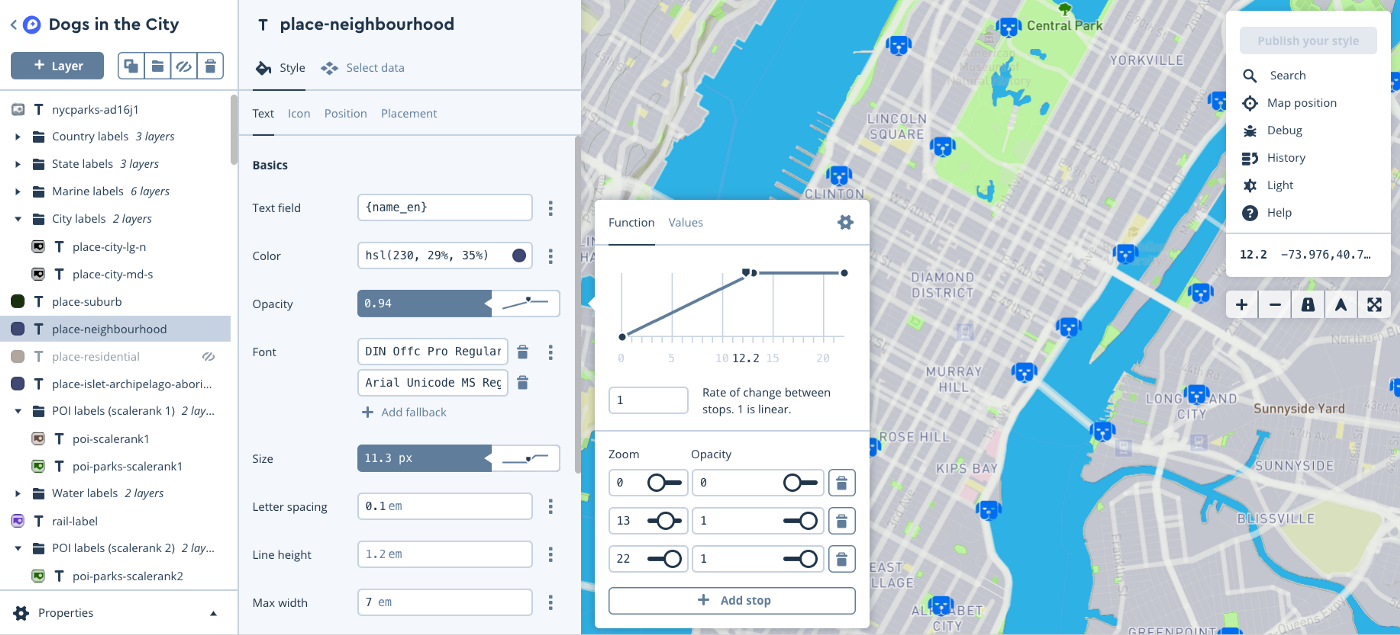 Dogs in the City
+ Layer
nycparks-ad16j1
Country labels 3 layers
State labels 3 layers
Marine labels 6 layers
City labels 2 layers
T place-city-lg-n
T place-city-md-s
T place-suburb
T place-neighbourhood
T place-residential
T place-islet-archipelago-abori...
POI labels (scalerank 1) 2 lay...
T poi-scalerank1
T poi-parks-scalerank1
Water labels 2 layers
T rail-label
POI labels (scalerank 2) 2 lay...
T poi-parks-scalerank2
Properties
T place-neighbourhood
Style
Select data
Text Icon Position Placement
Basics
Text field {name_en}
Color hsl(230, 29%, 35%)
Opacity 0.94
Font DIN Offc Pro Regular
Arial Unicode MS Reg
+ Add fallback
Size 11.3 px
Letter spacing 0.1 em
Line height 1.2 em
Max width 7 em
Function Values
0 5 10 12.2 15 20
1
Rate of change between
stops. 1 is linear.
Zoom Opacity
0 0
13 1
22 1
+ Add stop
Central Park
American
Museum of
Natural History
YORKVILLE
LINCOLN
SQUARE
CLINTON
DIAMOND
DISTRICT
MURRAY
HILL
ROSE HILL
KIPS BAY
LONG ISLAND
CITY
Sunnyside Yard
SUNNYSIDE
BLISSVILLE
EAST
VILLAGE
ALPHABET
CITY
GREENPOINT
Publish your style
Search
Map position
Debug
History
Light
Help
12.2 -73.976,40.7...